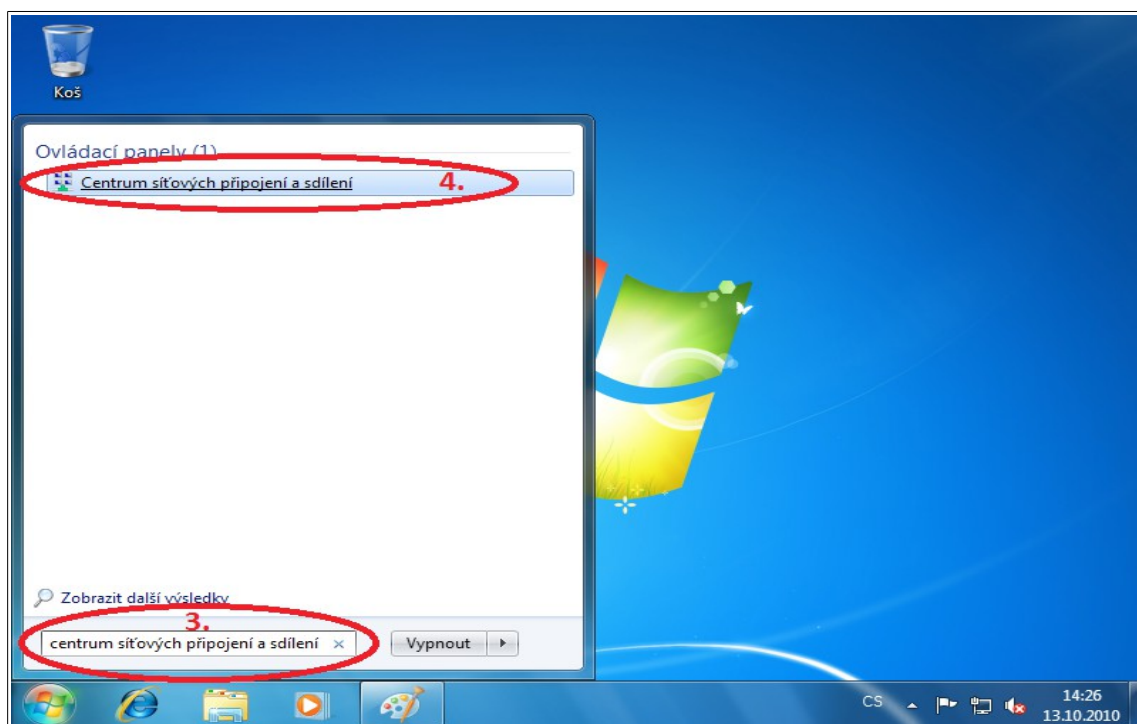 Koš
Ovládací panely (1)
Centrum síťových připojení a sdílení 4.
Zobrazit další výsledky
3.
centrum síťových připojení a sdílení
Vypnout
CS
14:26
13.10.2010